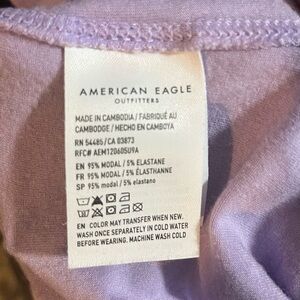 AMERICAN EAGLE
OUTFITTERS
MADE IN CAMBODIA / FABRIQUÉ AU
CAMBODGE / HECHO EN CAMBOYA
RN 54485/CA 03873
RFC# AEM120605U9A
EN 95% MODAL / 5% ELASTANE
FR 95% MODAL / 5% ÉLASTHANNE
SP 95% modal / 5% elastano
EN COLOR MAY TRANSFER WHEN NEW.
WASH ONCE SEPARATELY IN COLD WATER
BEFORE WEARING. MACHINE WASH COLD